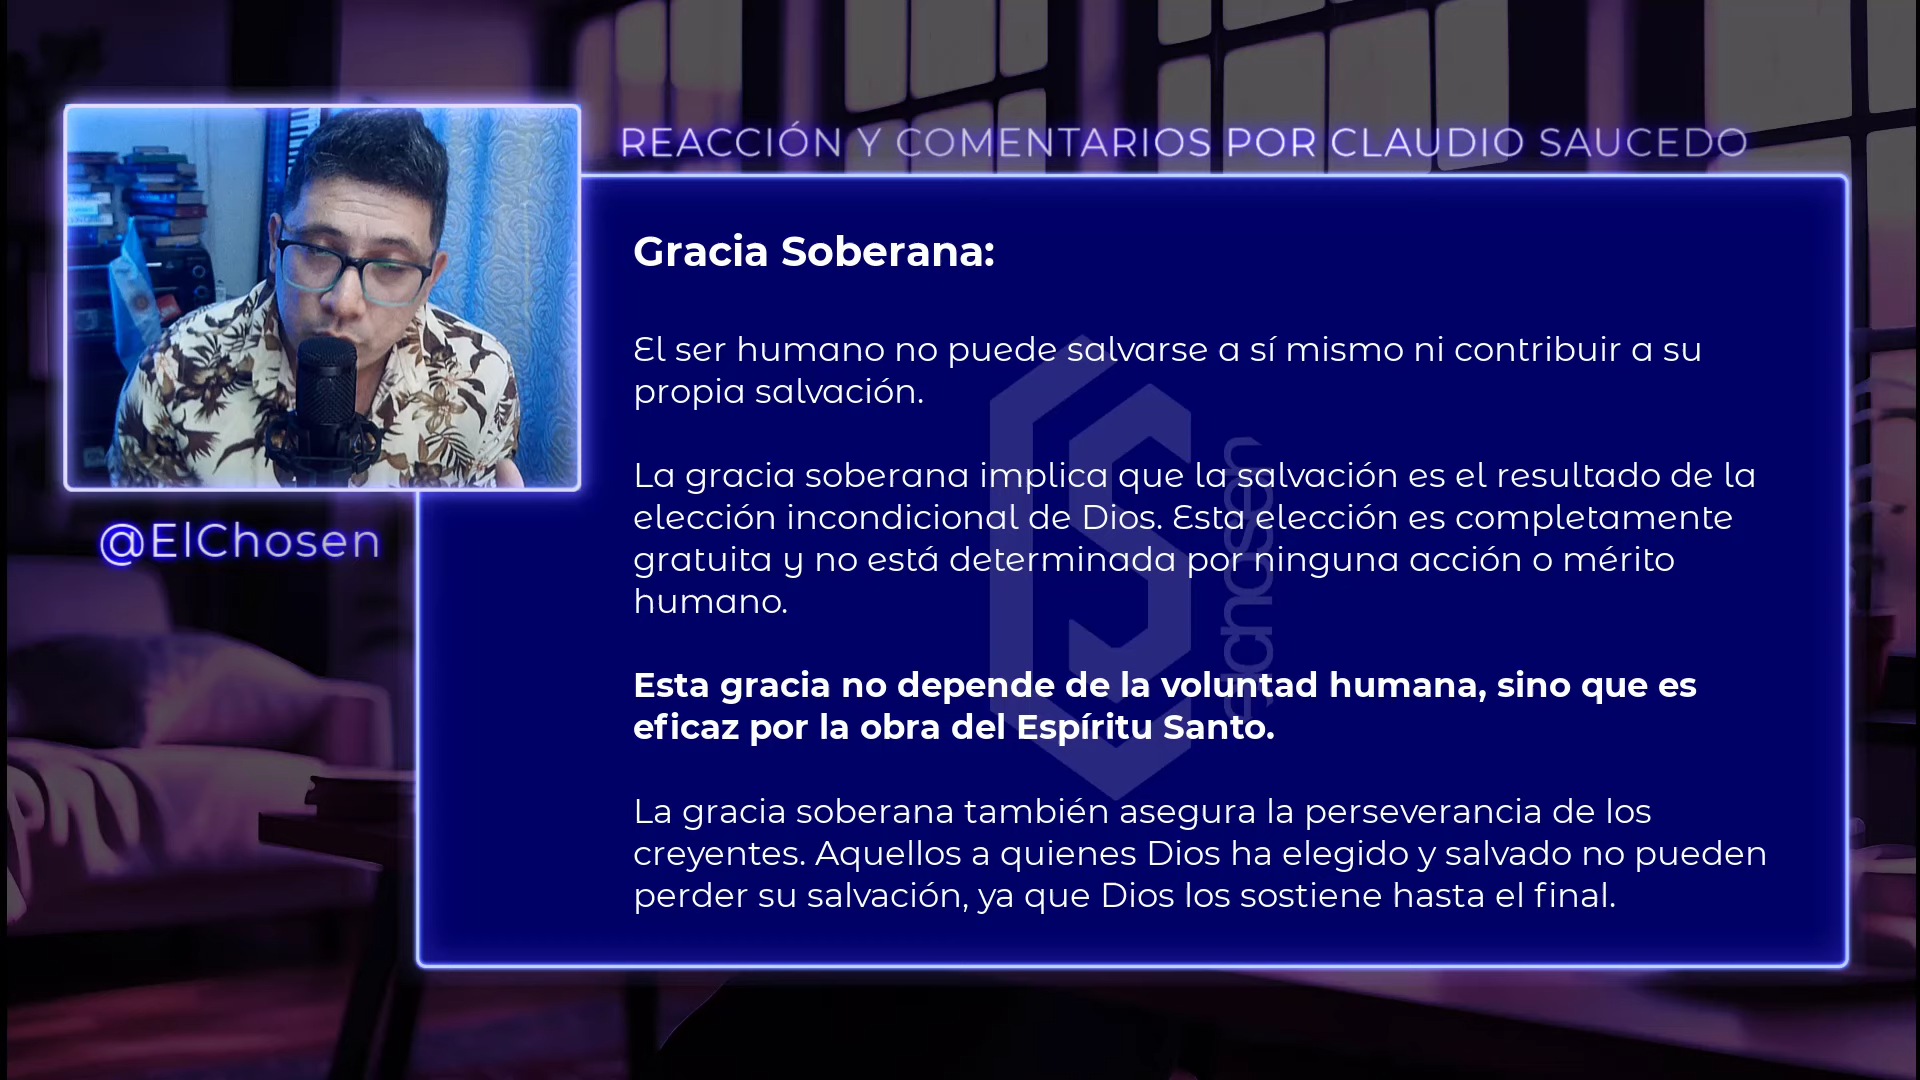 REACCIÓN Y COMENTARIOS POR CLAUDIO SAUCEDO
@ElChosen
Gracia Soberana:
El ser humano no puede salvarse a sí mismo ni contribuir a su
propia salvación.
La gracia soberana implica que la salvación es el resultado de la
elección incondicional de Dios. Esta elección es completamente
gratuita y no está determinada por ninguna acción o mérito
humano.
Esta gracia no depende de la voluntad humana, sino que es
eficaz por la obra del Espíritu Santo.
La gracia soberana también asegura la perseverancia de los
creyentes. Aquellos a quienes Dios ha elegido y salvado no pueden
perder su salvación, ya que Dios los sostiene hasta el final.
elchosen